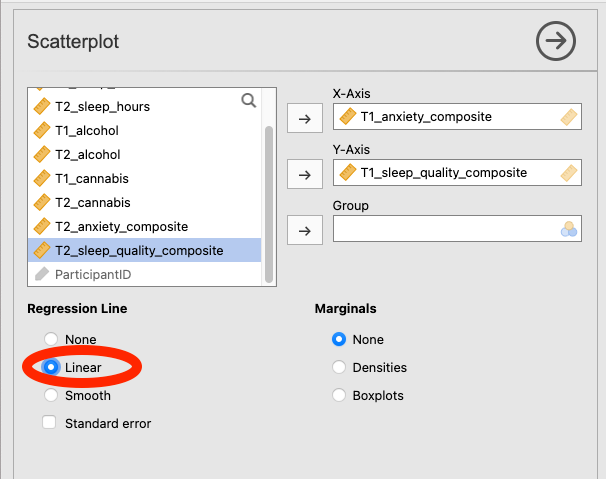 Scatterplot
T2_sleep_hours
T1_alcohol
T2_alcohol
T1_cannabis
T2_cannabis
T2_anxiety_composite
T2_sleep_quality_composite
ParticipantID
X-Axis
T1_anxiety_composite
Y-Axis
T1_sleep_quality_composite
Group
Regression Line
None
Linear
Smooth
Standard error
Marginals
None
Densities
Boxplots